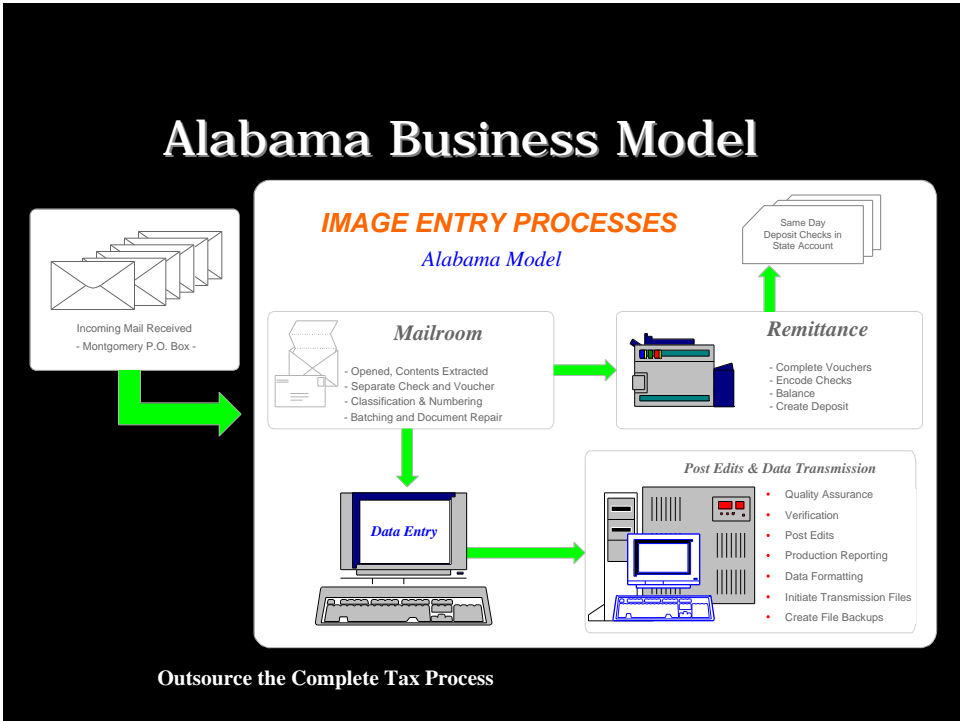 Alabama Business Model
Incoming Mail Received
- Montgomery P.O. Box -
IMAGE ENTRY PROCESSES
Alabama Model
Same Day
Deposit Checks in
State Account
Mailroom
- Opened, Contents Extracted
- Separate Check and Voucher
- Classification & Numbering
- Batching and Document Repair
Remittance
- Complete Vouchers
- Encode Checks
- Balance
- Create Deposit
Data Entry
Post Edits & Data Transmission
• Quality Assurance
• Verification
• Post Edits
• Production Reporting
• Data Formatting
• Initiate Transmission Files
• Create File Backups
Outsource the Complete Tax Process